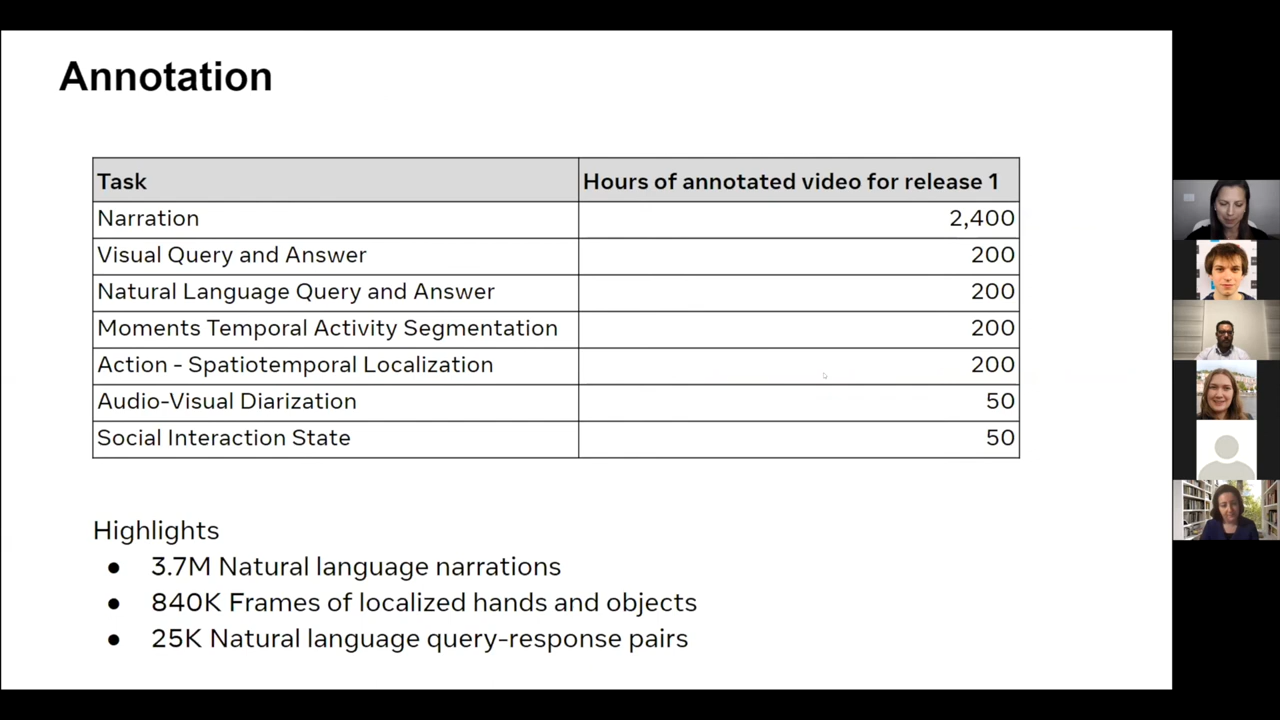 Annotation
Task Hours of annotated video for release 1
Narration 2,400
Visual Query and Answer 200
Natural Language Query and Answer 200
Moments Temporal Activity Segmentation 200
Action - Spatiotemporal Localization 200
Audio-Visual Diarization 50
Social Interaction State 50
Highlights
● 3.7M Natural language narrations
● 840K Frames of localized hands and objects
● 25K Natural language query-response pairs